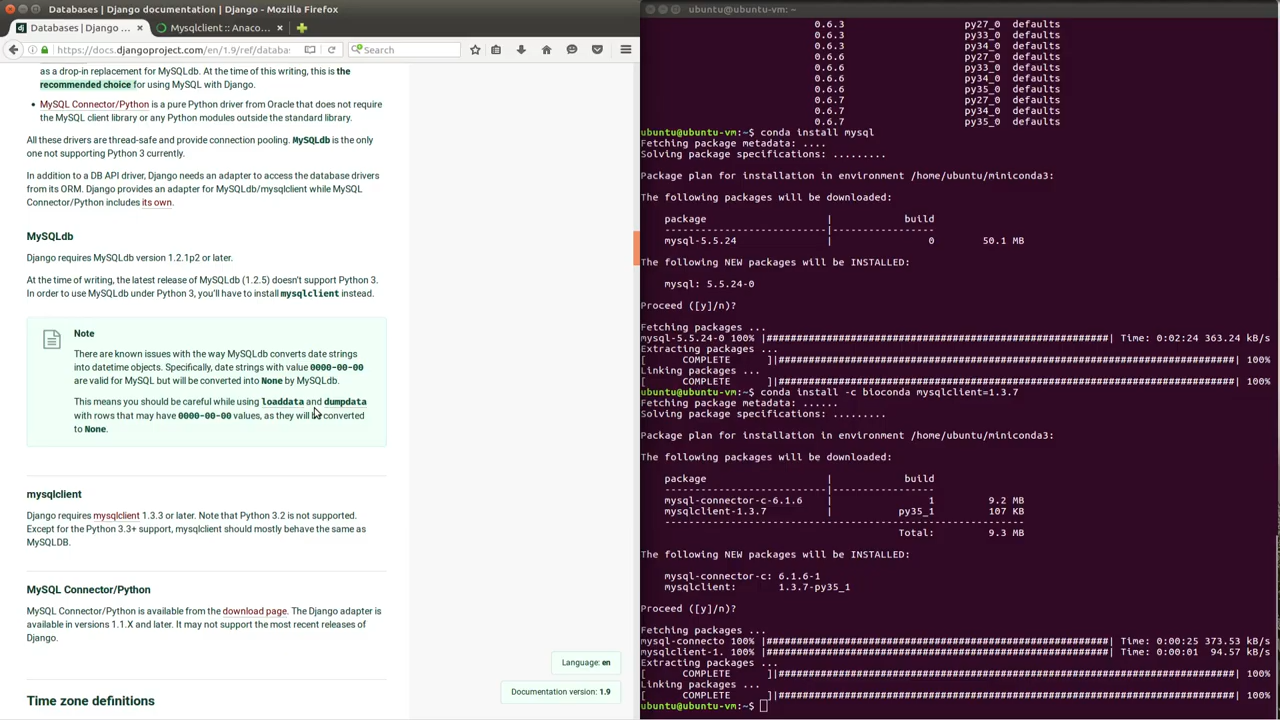 Databases | Django documentation | Django - Mozilla Firefox
Databases | Django ... ×
Mysqlclient :: Anaco... ×
https://docs.djangoproject.com/en/1.9/ref/databa
Search
as a drop-in replacement for MySQLdb. At the time of this writing, this is the
recommended choice for using MySQL with Django.
• MySQL Connector/Python is a pure Python driver from Oracle that does not require
the MySQL client library or any Python modules outside the standard library.
All these drivers are thread-safe and provide connection pooling. MySQLdb is the only
one not supporting Python 3 currently.
In addition to a DB API driver, Django needs an adapter to access the database drivers
from its ORM. Django provides an adapter for MySQLdb/mysqlclient while MySQL
Connector/Python includes its own.
MySQLdb
Django requires MySQLdb version 1.2.1p2 or later.
At the time of writing, the latest release of MySQLdb (1.2.5) doesn't support Python 3.
In order to use MySQLdb under Python 3, you'll have to install mysqlclient instead.
Note
There are known issues with the way MySQLdb converts date strings
into datetime objects. Specifically, date strings with value 0000-00-00
are valid for MySQL but will be converted into None by MySQLdb.
This means you should be careful while using loaddata and dumpdata
with rows that may have 0000-00-00 values, as they will be converted
to None.
mysqlclient
Django requires mysqlclient 1.3.3 or later. Note that Python 3.2 is not supported.
Except for the Python 3.3+ support, mysqlclient should mostly behave the same as
MySQLDB.
MySQL Connector/Python
MySQL Connector/Python is available from the download page. The Django adapter is
available in versions 1.1.X and later. It may not support the most recent releases of
Django.
Language: en
Documentation version: 1.9
Time zone definitions
ubuntu@ubuntu-vm: ~
0.6.3 py27_0 defaults
0.6.3 py33_0 defaults
0.6.3 py34_0 defaults
0.6.6 py27_0 defaults
0.6.6 py33_0 defaults
0.6.6 py34_0 defaults
0.6.6 py35_0 defaults
0.6.7 py27_0 defaults
0.6.7 py34_0 defaults
0.6.7 py35_0 defaults
ubuntu@ubuntu-vm:~$ conda install mysql
Fetching package metadata: ....
Solving package specifications: .........
Package plan for installation in environment /home/ubuntu/miniconda3:
The following packages will be downloaded:
package | build
---------------------------|-----------------
mysql-5.5.24 | 0 50.1 MB
The following NEW packages will be INSTALLED:
mysql: 5.5.24-0
Proceed ([y]/n)?
Fetching packages ...
mysql-5.5.24-0 100% |################################################################| Time: 0:02:24 363.24 kB/s
Extracting packages ...
[ COMPLETE ]|###################################################################################| 100%
Linking packages ...
[ COMPLETE ]|###################################################################################| 100%
ubuntu@ubuntu-vm:~$ conda install -c bioconda mysqlclient=1.3.7
Fetching package metadata: ......
Solving package specifications: .........
Package plan for installation in environment /home/ubuntu/miniconda3:
The following packages will be downloaded:
package | build
---------------------------|-----------------
mysql-connector-c-6.1.6 | 1 9.2 MB
mysqlclient-1.3.7 | py35_1 107 KB
------------------------------------------------------------
Total: 9.3 MB
The following NEW packages will be INSTALLED:
mysql-connector-c: 6.1.6-1
mysqlclient: 1.3.7-py35_1
Proceed ([y]/n)?
Fetching packages ...
mysql-connecto 100% |################################################################| Time: 0:00:25 373.53 kB/s
mysqlclient-1. 100% |################################################################| Time: 0:00:01 94.57 kB/s
Extracting packages ...
[ COMPLETE ]|###################################################################################| 100%
Linking packages ...
[ COMPLETE ]|###################################################################################| 100%
ubuntu@ubuntu-vm:~$